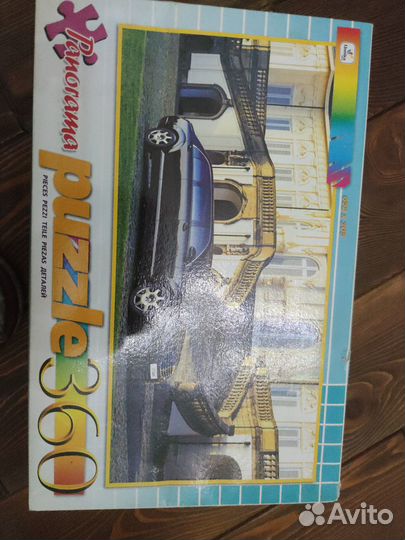 Panorama
puzzle 360
PIECES PEZZI TEILE PIEZAS ДЕТАЛЕЙ
Avito